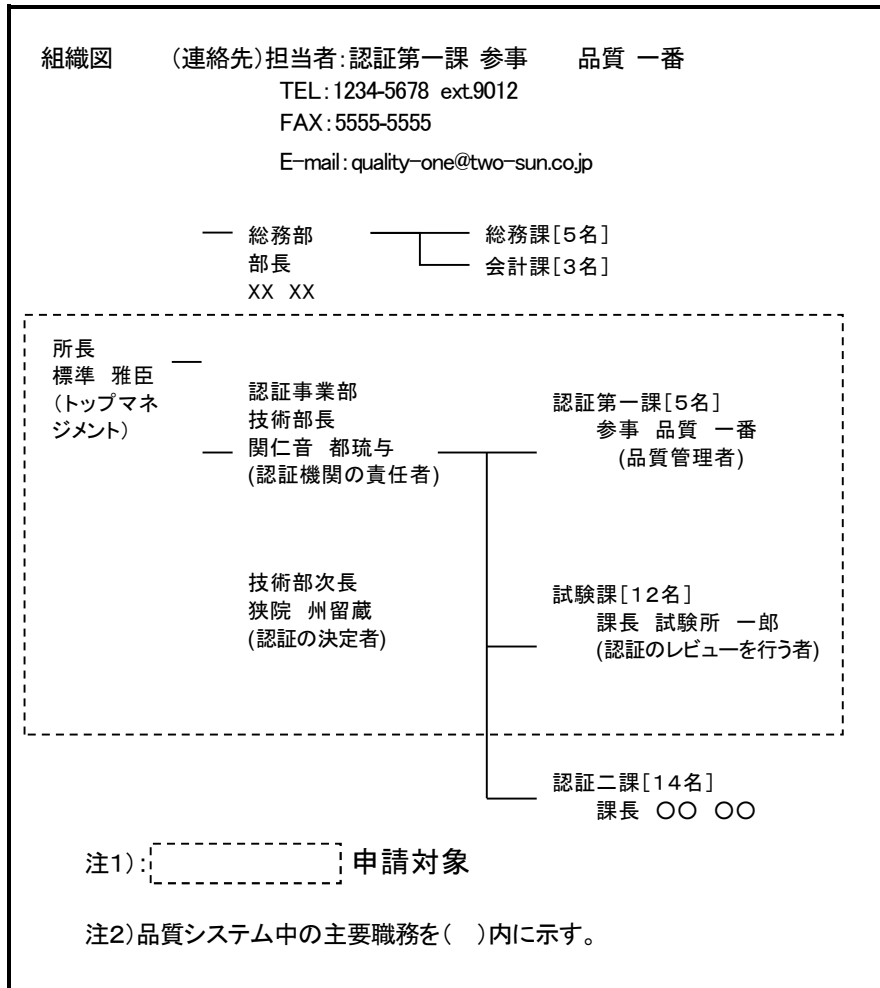 組織図　(連絡先)担当者：認証第一課 参事　品質 一番
TEL：1234-5678 ext.9012
FAX：5555-5555
E-mail：quality-one@two-sun.co.jp
総務部
部長
XX XX
総務課［５名］
会計課［３名］
所長
標準 雅臣
（トップマネ
ジメント）
認証事業部
技術部長
関仁音 都琉与
(認証機関の責任者)
認証第一課［５名］
参事 品質 一番
(品質管理者)
技術部次長
狭院 州留蔵
(認証の決定者)
試験課［１２名］
課長 試験所 一郎
(認証のレビューを行う者)
認証二課［１４名］
課長 ○○ ○○
注１）： 申請対象
注２）品質システム中の主要職務を（　）内に示す。